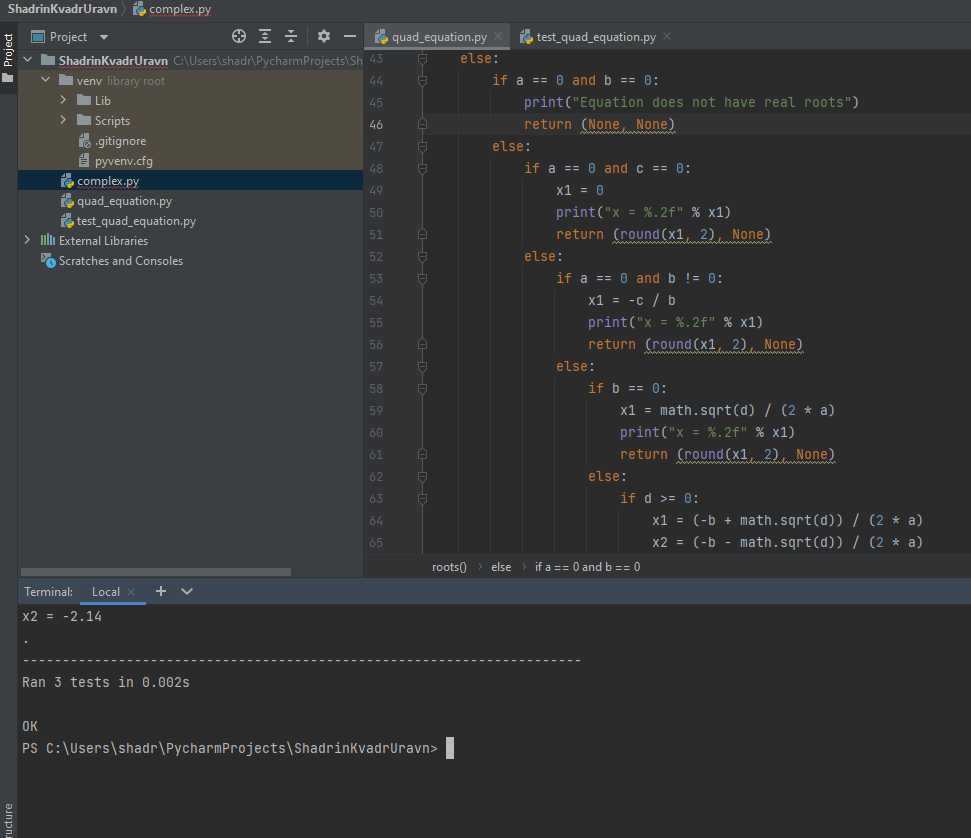 ShadrinKvadrUravn 〉 complex.py
Project
Project
ShadrinKvadrUravn C:\Users\shadr\PycharmProjects\Sh
venv library root
Lib
Scripts
.gitignore
pyvenv.cfg
complex.py
quad_equation.py
test_quad_equation.py
External Libraries
Scratches and Consoles
quad_equation.py
test_quad_equation.py
43 else:
44 if a == 0 and b == 0:
45 print("Equation does not have real roots")
46 return (None, None)
47 else:
48 if a == 0 and c == 0:
49 x1 = 0
50 print("x = %.2f" % x1)
51 return (round(x1, 2), None)
52 else:
53 if a == 0 and b != 0:
54 x1 = -c / b
55 print("x = %.2f" % x1)
56 return (round(x1, 2), None)
57 else:
58 if b == 0:
59 x1 = math.sqrt(d) / (2 * a)
60 print("x = %.2f" % x1)
61 return (round(x1, 2), None)
62 else:
63 if d >= 0:
64 x1 = (-b + math.sqrt(d)) / (2 * a)
65 x2 = (-b - math.sqrt(d)) / (2 * a)
roots() 〉 else 〉 if a == 0 and b == 0
Terminal: Local
x2 = -2.14
.
----------------------------------------------------------------------
Ran 3 tests in 0.002s
OK
PS C:\Users\shadr\PycharmProjects\ShadrinKvadrUravn>
ructure